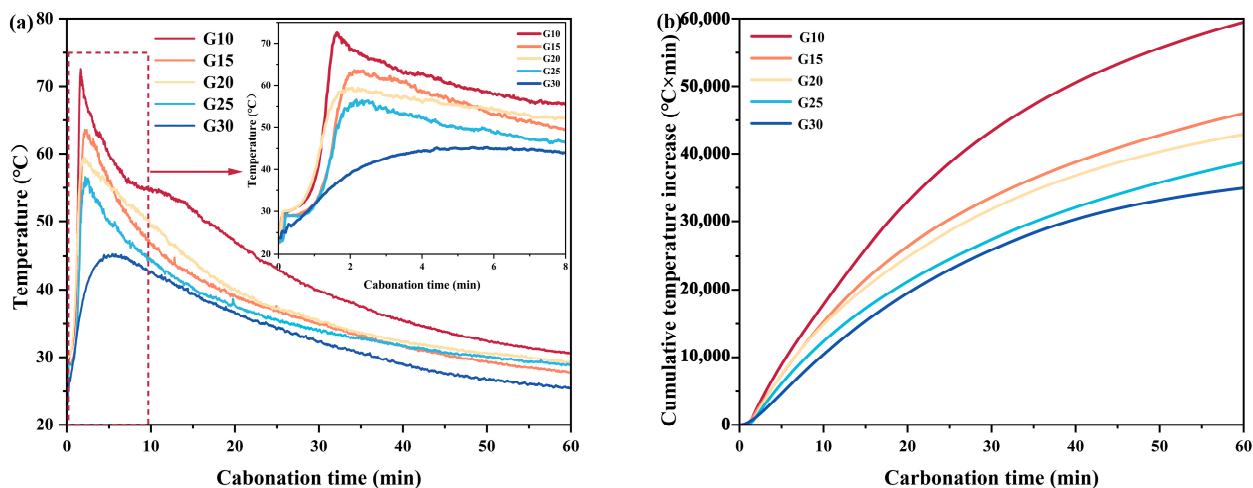 (a)
80
70
60
50
40
30
20
Temperature (℃)
0
10
20
30
40
50
60
Cabonation time (min)
G10
G15
G20
G25
G30
70
60
50
40
30
20
Temperature (℃)
0
2
4
6
8
Cabonation time (min)
G10
G15
G20
G25
G30
(b)
60,000
50,000
40,000
30,000
20,000
10,000
0
Cumulative temperature increase (℃×min)
0
10
20
30
40
50
60
Carbonation time (min)
G10
G15
G20
G25
G30